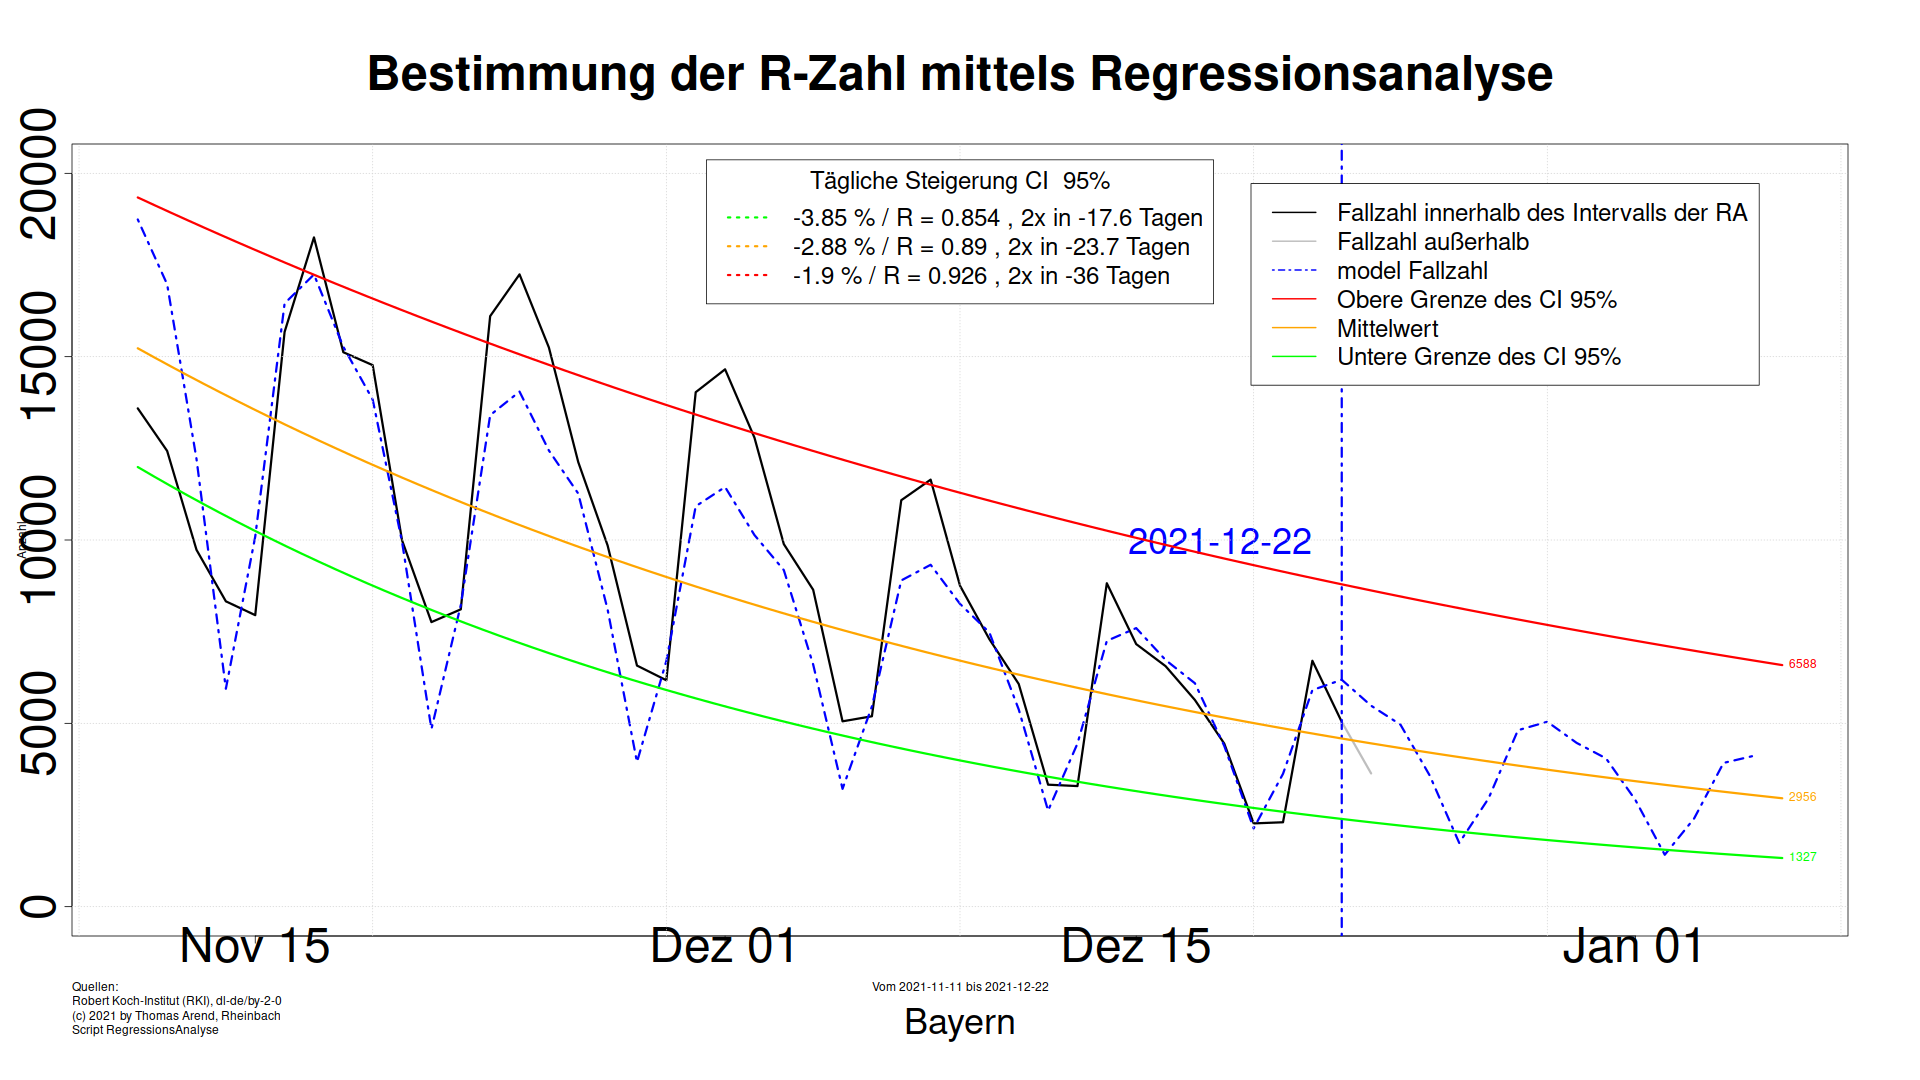 Bestimmung der R-Zahl mittels Regressionsanalyse
Tägliche Steigerung CI 95%
-3.85 % / R = 0.854 , 2x in -17.6 Tagen
-2.88 % / R = 0.89 , 2x in -23.7 Tagen
-1.9 % / R = 0.926 , 2x in -36 Tagen
Fallzahl innerhalb des Intervalls der RA
Fallzahl außerhalb
model Fallzahl
Obere Grenze des CI 95%
Mittelwert
Untere Grenze des CI 95%
20000
15000
10000
5000
0
Anzahl
2021-12-22
6588
2956
1327
Nov 15
Dez 01
Dez 15
Jan 01
Quellen:
Robert Koch-Institut (RKI), dl-de/by-2-0
(c) 2021 by Thomas Arend, Rheinbach
Script RegressionsAnalyse
Vom 2021-11-11 bis 2021-12-22
Bayern